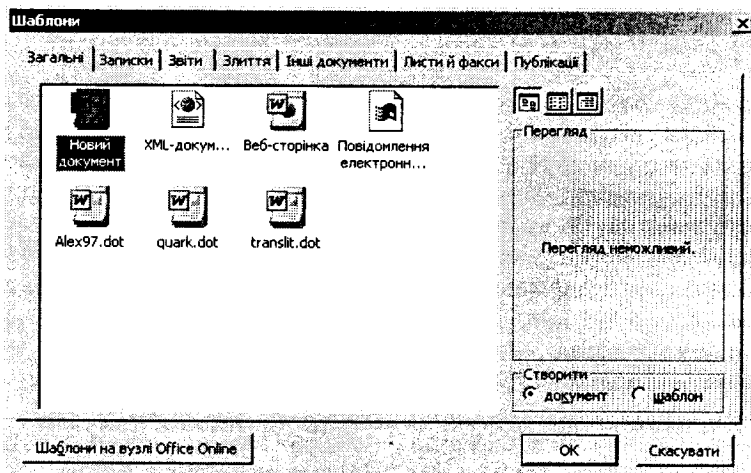 Шаблони
Загальні Записки Звіти Злиття Інші документи Листи й факси Публікації
Новий документ
XML-докум...
Веб-сторінка
Повідомлення електронн...
Alex97.dot
quark.dot
translit.dot
Перегляд
Перегляд неможливий.
Створити
документ
шаблон
Шаблони на вузлі Office Online
ОК
Скасувати